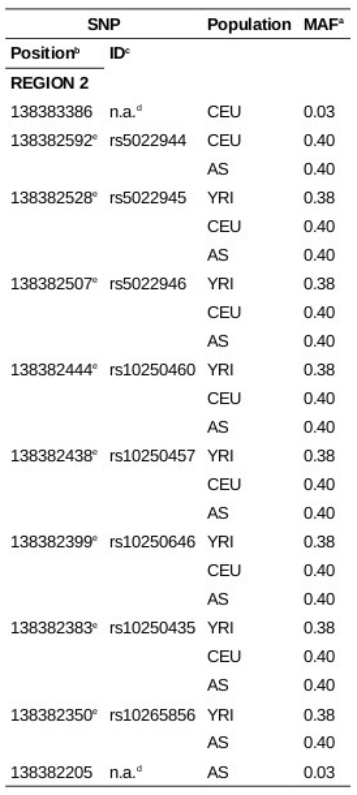 SNP Population MAFᵃ
Positionᵇ IDᶜ
REGION 2
138383386 n.a.ᵈ CEU 0.03
138382592ᵉ rs5022944 CEU 0.40
AS 0.40
138382528ᵉ rs5022945 YRI 0.38
CEU 0.40
AS 0.40
138382507ᵉ rs5022946 YRI 0.38
CEU 0.40
AS 0.40
138382444ᵉ rs10250460 YRI 0.38
CEU 0.40
AS 0.40
138382438ᵉ rs10250457 YRI 0.38
CEU 0.40
AS 0.40
138382399ᵉ rs10250646 YRI 0.38
CEU 0.40
AS 0.40
138382383ᵉ rs10250435 YRI 0.38
CEU 0.40
AS 0.40
138382350ᵉ rs10265856 YRI 0.38
AS 0.40
138382205 n.a.ᵈ AS 0.03